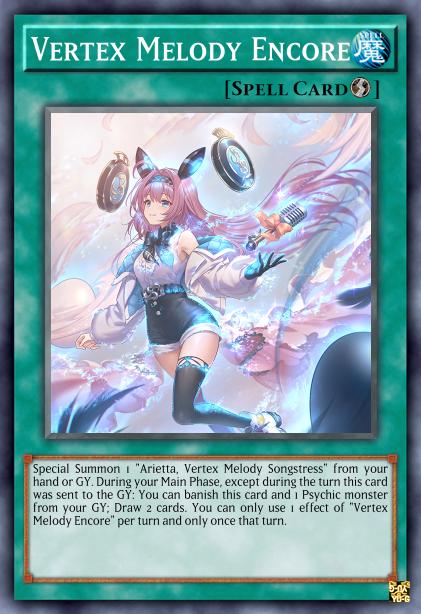 VERTEX MELODY ENCORE
SPELL
魔
[SPELL CARD ]
Special Summon 1 "Arietta, Vertex Melody Songstress" from your
hand or GY. During your Main Phase, except during the turn this card
was sent to the GY: You can banish this card and 1 Psychic monster
from your GY; Draw 2 cards. You can only use 1 effect of "Vertex
Melody Encore" per turn and only once that turn.